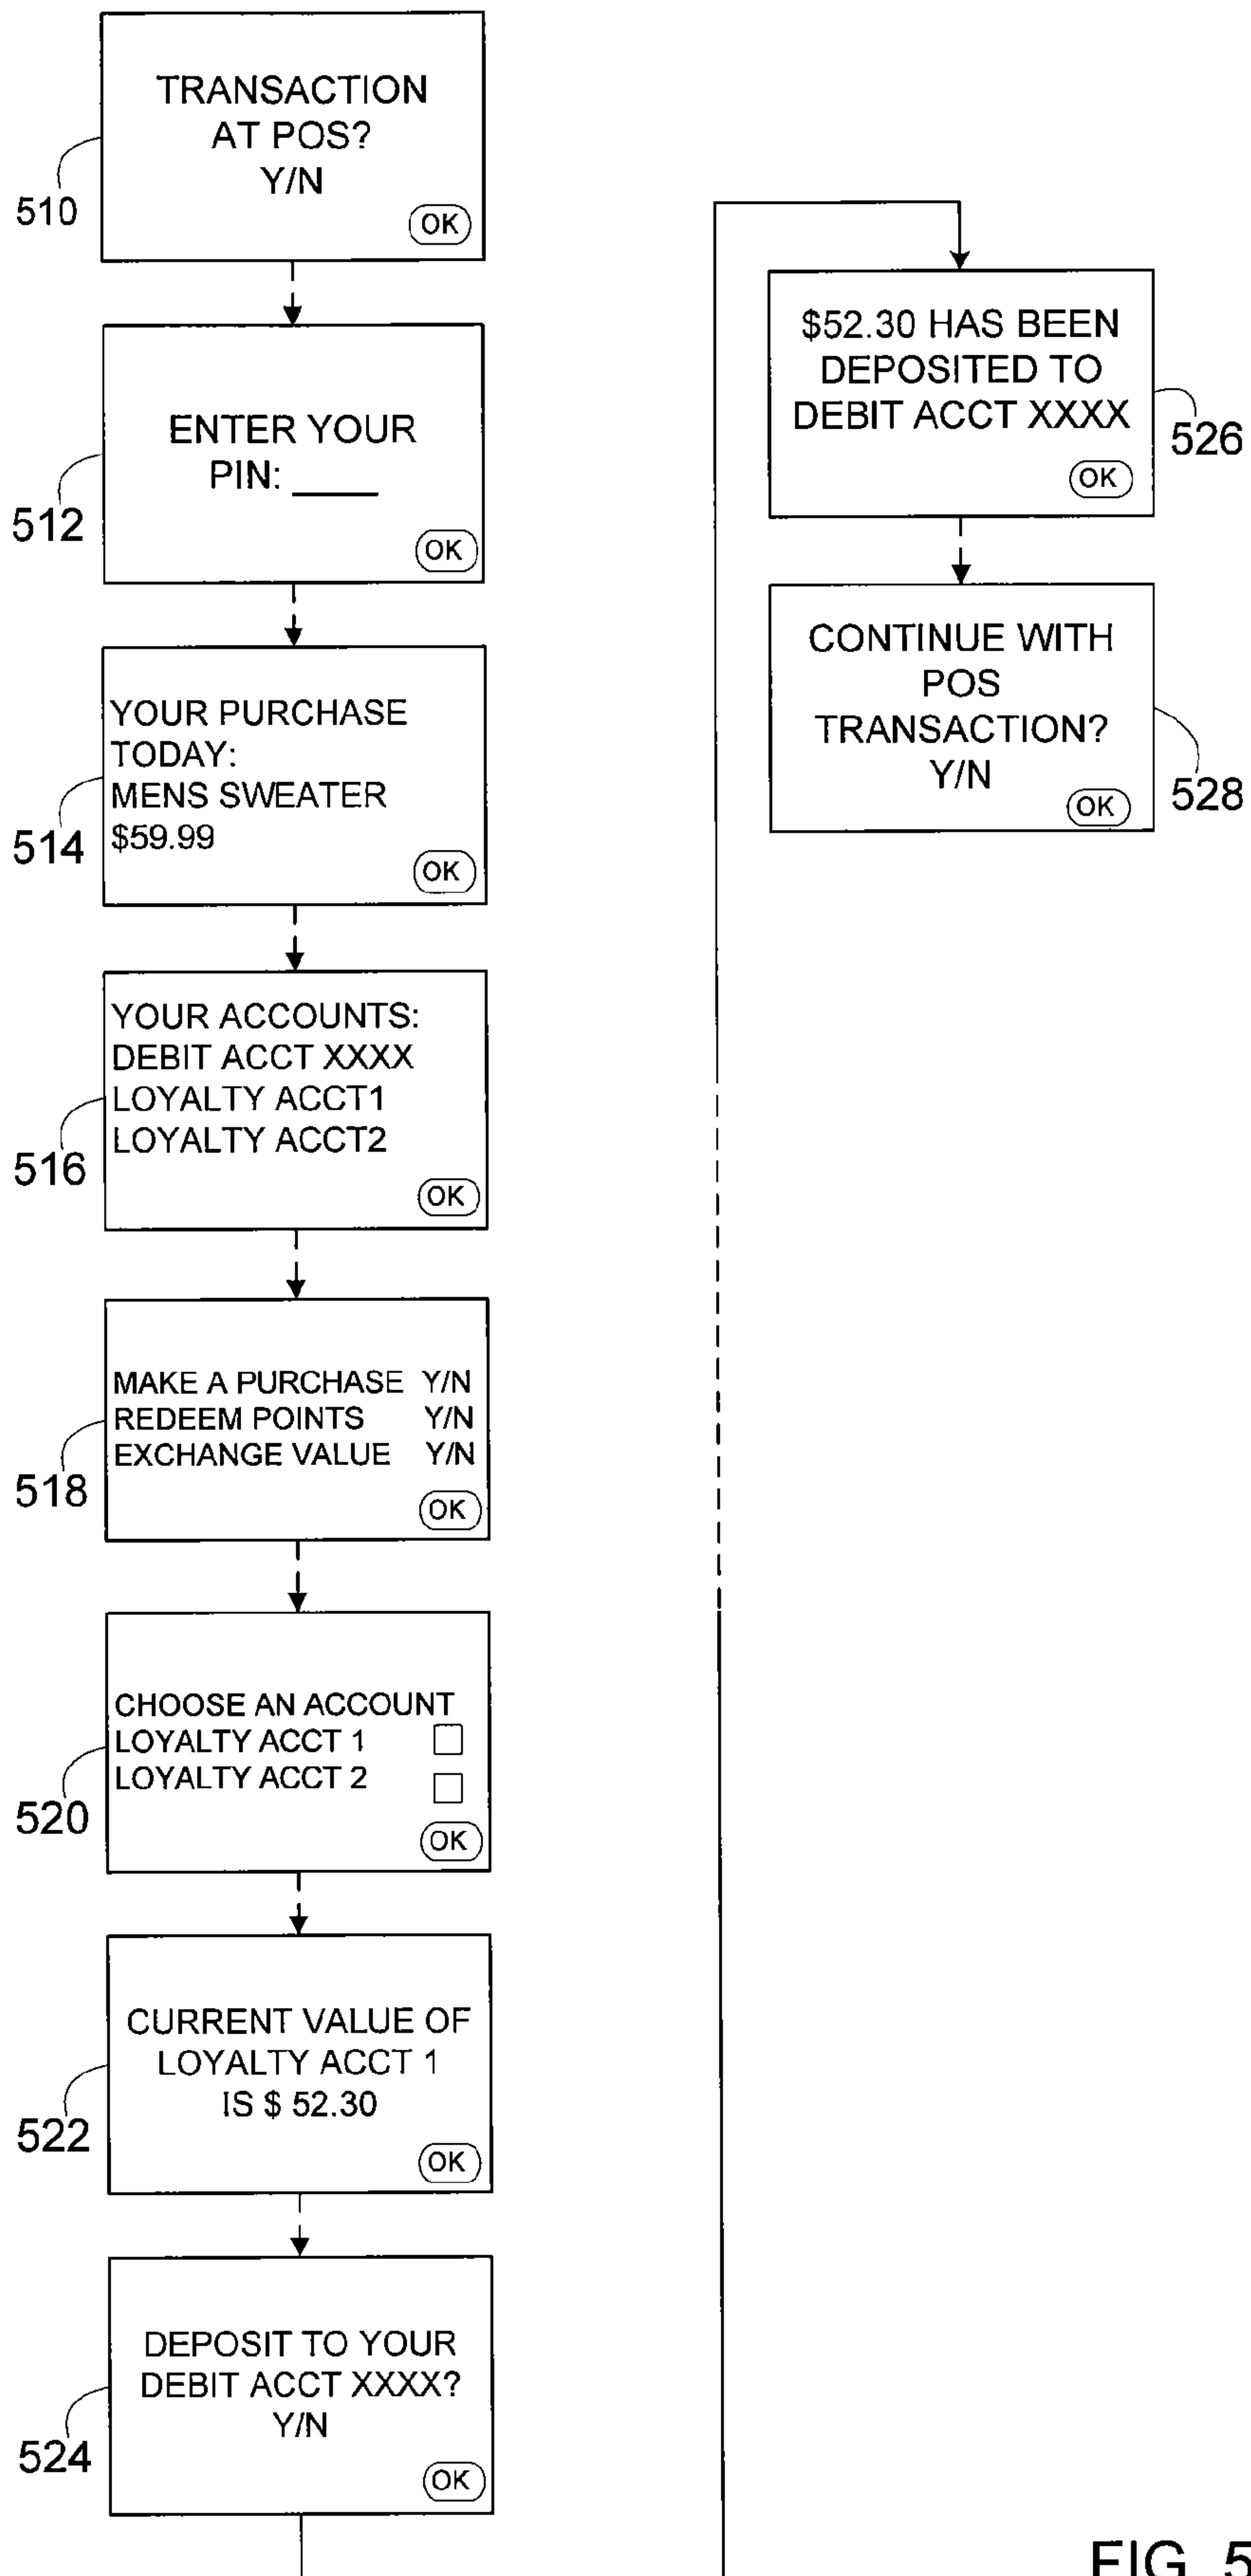 TRANSACTION
AT POS?
Y/N
OK
510
ENTER YOUR
PIN: ____
OK
512
YOUR PURCHASE
TODAY:
MENS SWEATER
$59.99
OK
514
YOUR ACCOUNTS:
DEBIT ACCT XXXX
LOYALTY ACCT1
LOYALTY ACCT2
OK
516
MAKE A PURCHASE Y/N
REDEEM POINTS Y/N
EXCHANGE VALUE Y/N
OK
518
CHOOSE AN ACCOUNT
LOYALTY ACCT 1
LOYALTY ACCT 2
OK
520
CURRENT VALUE OF
LOYALTY ACCT 1
IS $ 52.30
OK
522
DEPOSIT TO YOUR
DEBIT ACCT XXXX?
Y/N
OK
524
$52.30 HAS BEEN
DEPOSITED TO
DEBIT ACCT XXXX
OK
526
CONTINUE WITH
POS
TRANSACTION?
Y/N
OK
528
FIG. 5